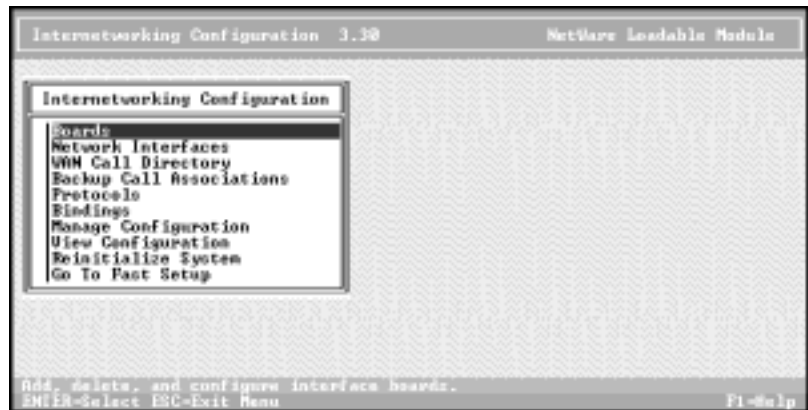 Internetworking Configuration 3.30 NetWare Loadable Module
Internetworking Configuration
Boards
Network Interfaces
WAN Call Directory
Backup Call Associations
Protocols
Bindings
Manage Configuration
View Configuration
Reinitialize System
Go To Fast Setup
Add, delete, and configure interface boards.
ENTER=Select ESC=Exit Menu F1=Help